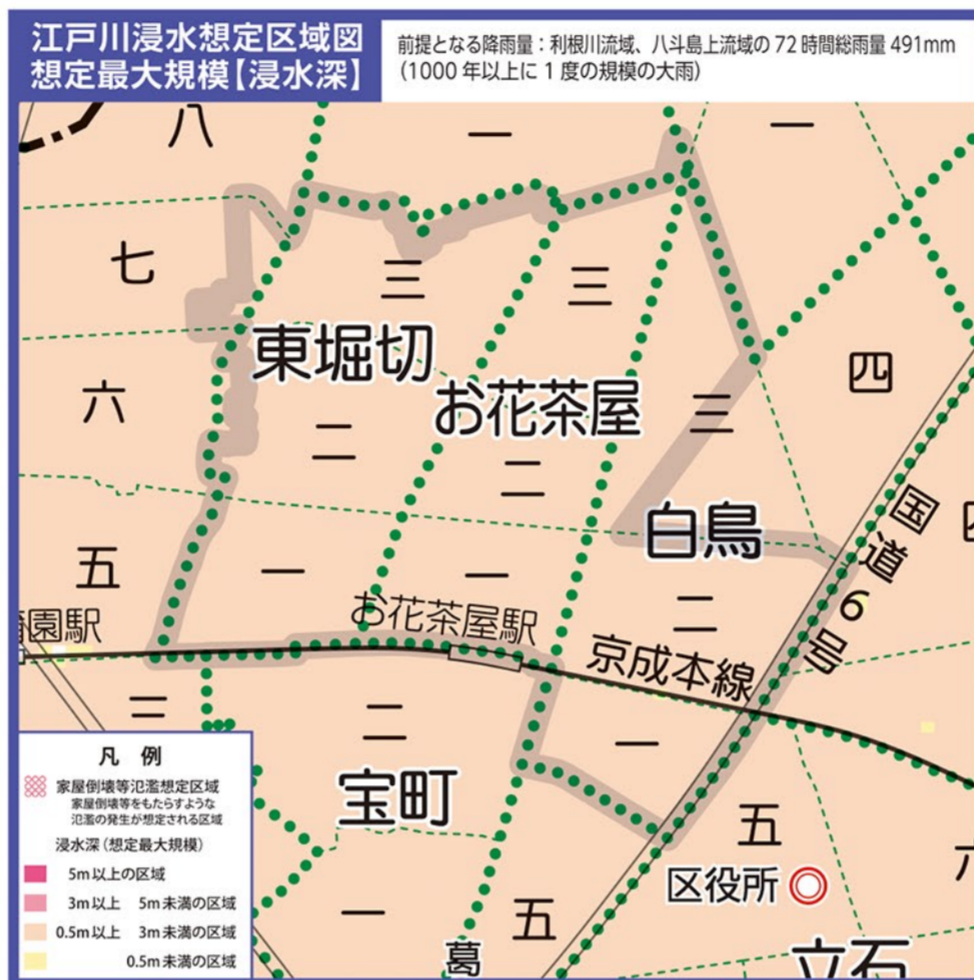 江戸川浸水想定区域図
想定最大規模【浸水深】
前提となる降雨量：利根川流域、八斗島上流域の72時間総雨量 491mm
（1000年以上に1度の規模の大雨）
八
一
一
七
三
三
東堀切
四
六
お花茶屋
三
二
二
国道6号
白鳥
五
一
一
お花茶屋駅
園駅
二
京成本線
三
二
一
宝町
五
区役所
一
五
葛
立石
凡 例
家屋倒壊等氾濫想定区域
家屋倒壊等をもたらすような
氾濫の発生が想定される区域
浸水深（想定最大規模）
5m以上の区域
3m以上 5m未満の区域
0.5m以上 3m未満の区域
0.5m未満の区域